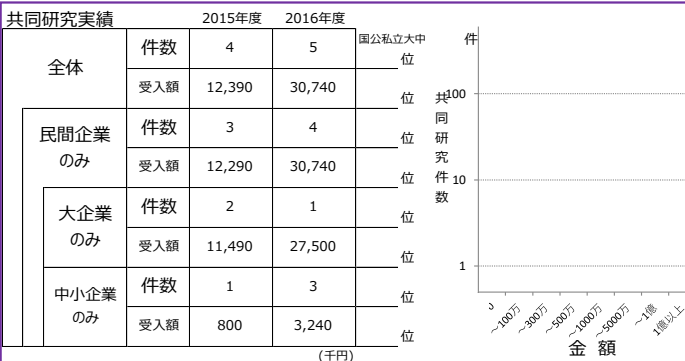 共同研究実績 2015年度 2016年度
国公私立大中
全体 件数 4 5 位
受入額 12,390 30,740 位
民間企業のみ 件数 3 4 位
受入額 12,290 30,740 位
大企業のみ 件数 2 1 位
受入額 11,490 27,500 位
中小企業のみ 件数 1 3 位
受入額 800 3,240 位
(千円)
件
共同研究件数
100
10
1
0
～100万
～300万
～500万
～1000万
～5000万
～1億
1億以上
金 額